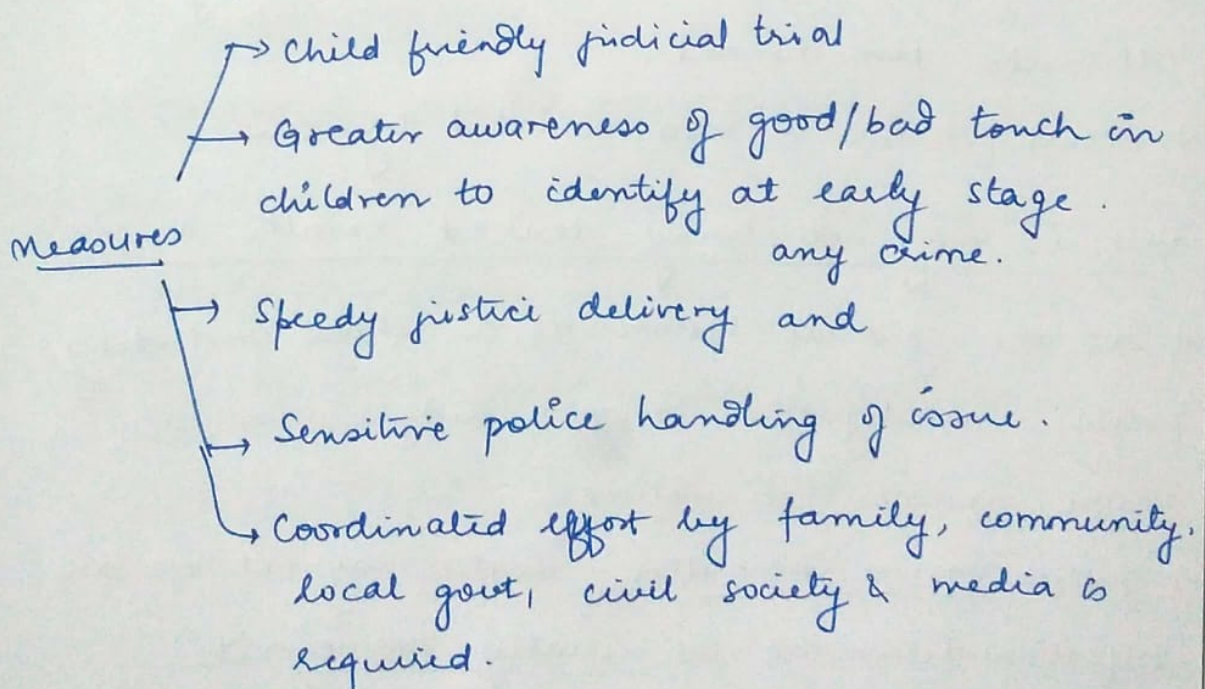 Child friendly judicial trial
Greater awareness of good/bad touch in
children to identify at early stage.
any crime.
Measures
Speedy justice delivery and
Sensitive police handling of issue.
Coordinated effort by family, community,
local govt, civil society & media is
required.